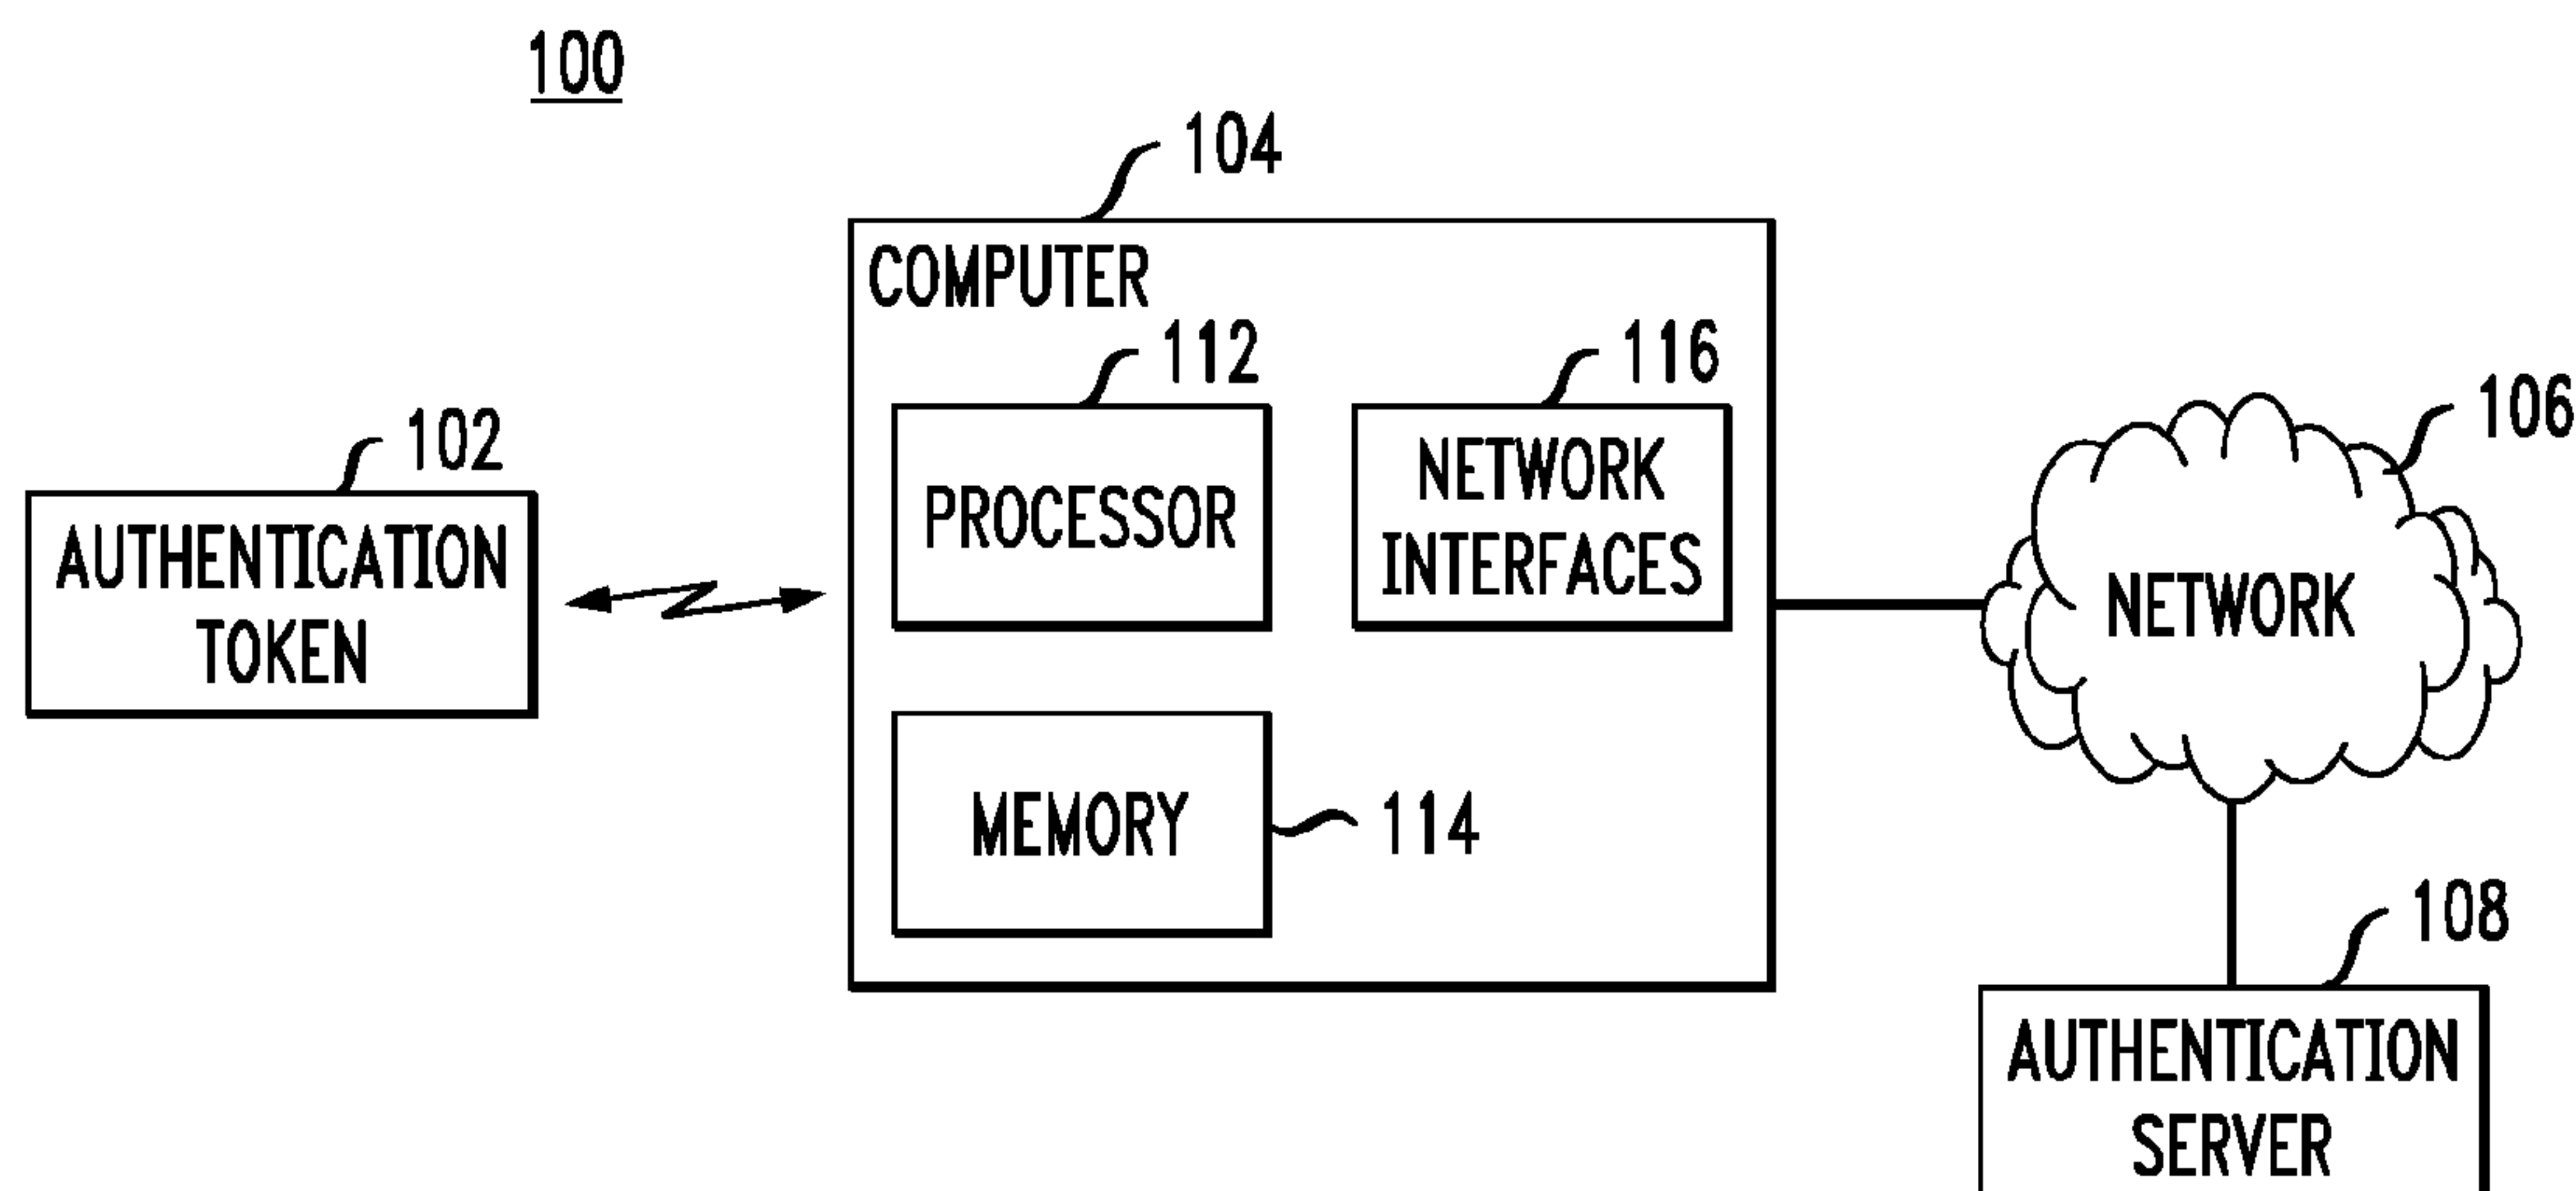 100
104
COMPUTER
112
116
102
106
PROCESSOR
NETWORK
INTERFACES
AUTHENTICATION
TOKEN
NETWORK
MEMORY
114
108
AUTHENTICATION
SERVER